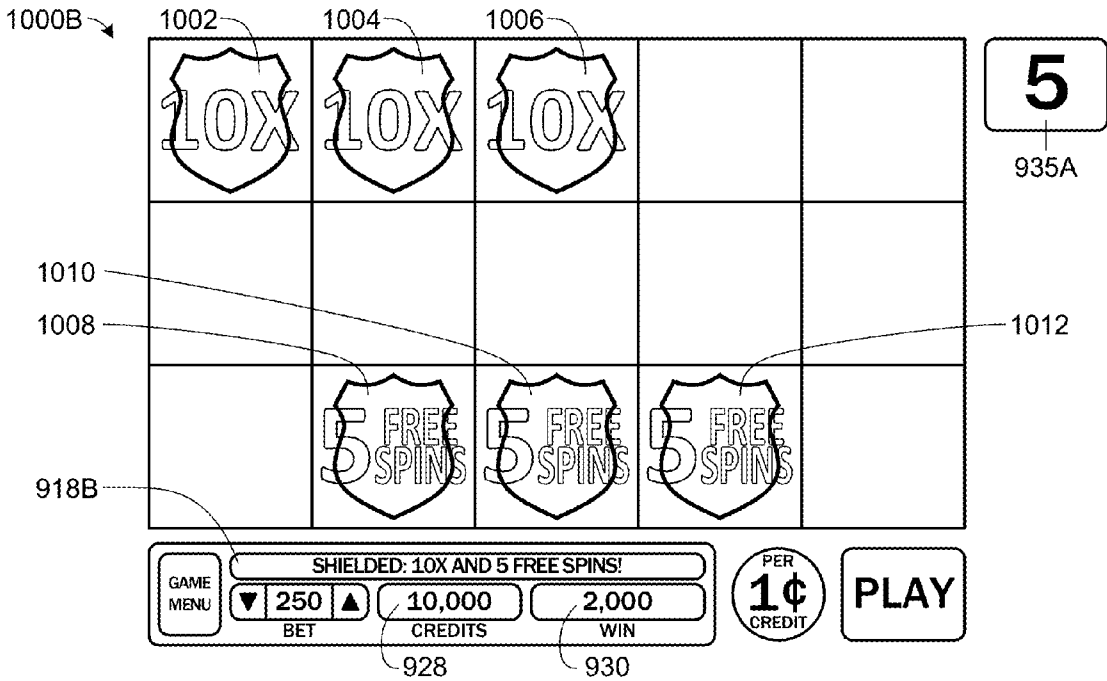 1000B
1002
1004
1006
10X
10X
10X
5
935A
1010
1008
1012
5 FREE SPINS
5 FREE SPINS
5 FREE SPINS
918B
SHIELDED: 10X AND 5 FREE SPINS!
GAME
MENU
▼ 250 ▲
10,000
2,000
BET
CREDITS
WIN
PER
1¢
CREDIT
PLAY
928
930